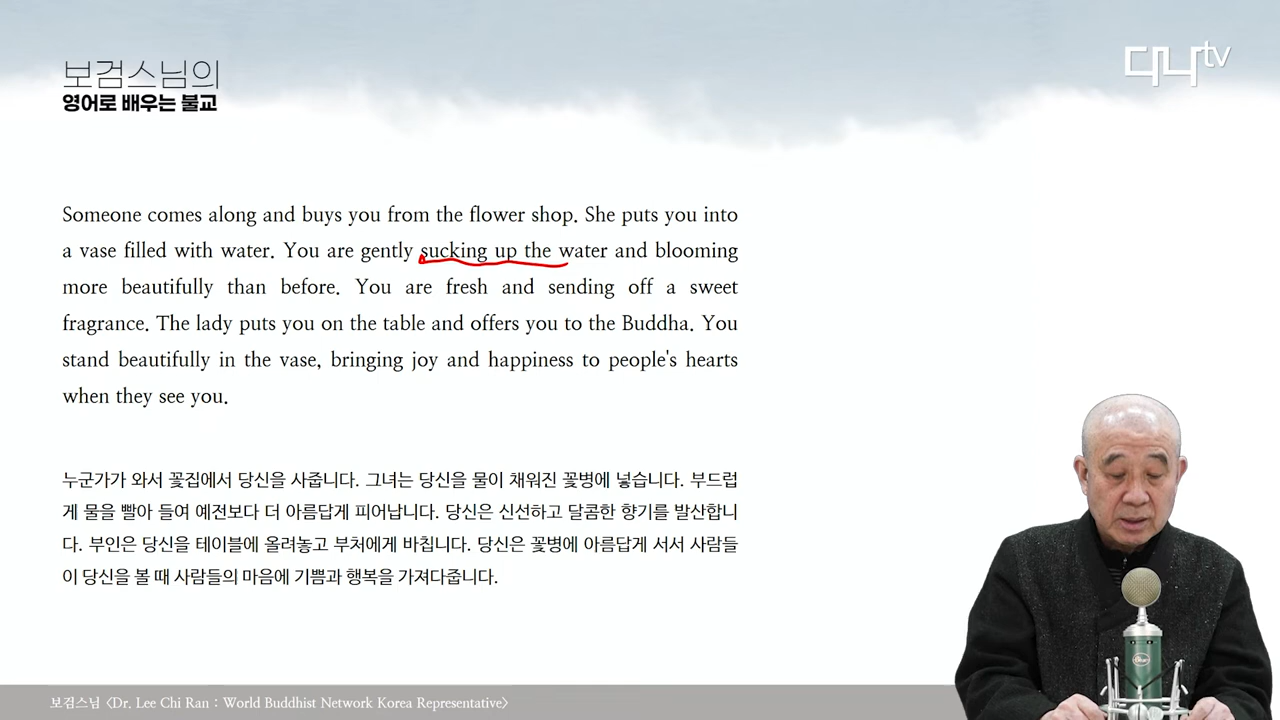 보검스님의
영어로 배우는 불교
디나tv
Someone comes along and buys you from the flower shop. She puts you into
a vase filled with water. You are gently sucking up the water and blooming
more beautifully than before. You are fresh and sending off a sweet
fragrance. The lady puts you on the table and offers you to the Buddha. You
stand beautifully in the vase, bringing joy and happiness to people's hearts
when they see you.
누군가가 와서 꽃집에서 당신을 사줍니다. 그녀는 당신을 물이 채워진 꽃병에 넣습니다. 부드럽
게 물을 빨아 들여 예전보다 더 아름답게 피어납니다. 당신은 신선하고 달콤한 향기를 발산합니
다. 부인은 당신을 테이블에 올려놓고 부처에게 바칩니다. 당신은 꽃병에 아름답게 서서 사람들
이 당신을 볼 때 사람들의 마음에 기쁨과 행복을 가져다줍니다.
보검스님 <Dr. Lee Chi Ran : World Buddhist Network Korea Representative>
Blue